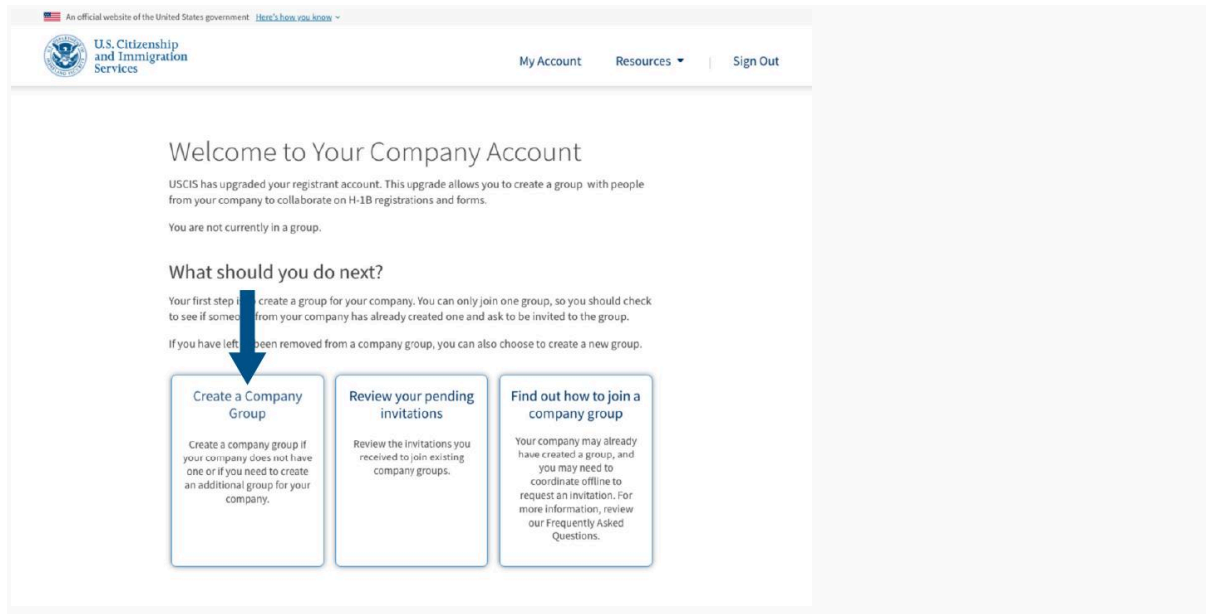 An official website of the United States government Here's how you know
U.S. Citizenship
and Immigration
Services
My Account Resources Sign Out
Welcome to Your Company Account
USCIS has upgraded your registrant account. This upgrade allows you to create a group with people
from your company to collaborate on H-1B registrations and forms.
You are not currently in a group.
What should you do next?
Your first step i create a group for your company. You can only join one group, so you should check
to see if someo from your company has already created one and ask to be invited to the group.
If you have left been removed from a company group, you can also choose to create a new group.
Create a Company
Group
Create a company group if
your company does not have
one or if you need to create
an additional group for your
company.
Review your pending
invitations
Review the invitations you
received to join existing
company groups.
Find out how to join a
company group
Your company may already
have created a group, and
you may need to
coordinate offline to
request an invitation. For
more information, review
our Frequently Asked
Questions.